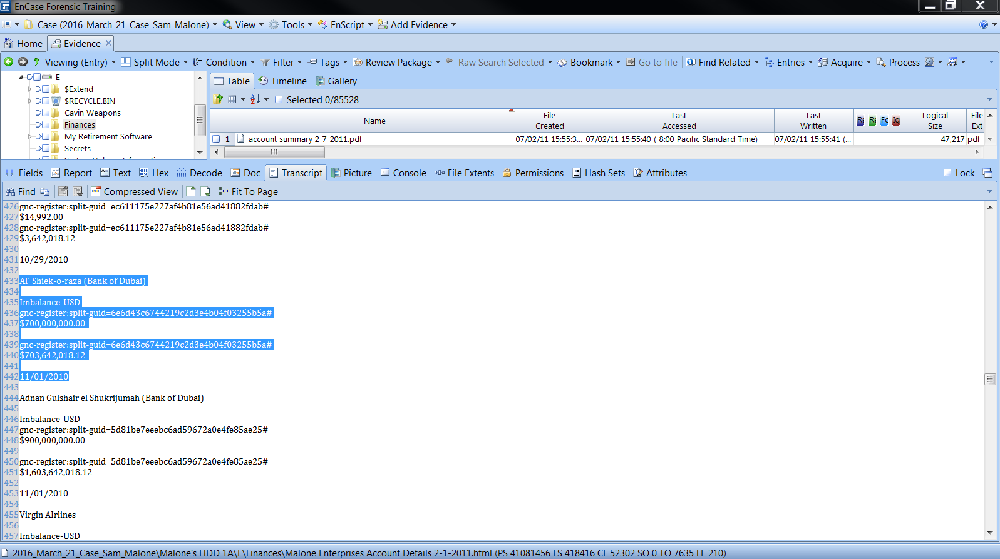 EnCase Forensic Training
Case (2016_March_21_Case_Sam_Malone) View Tools EnScript Add Evidence
Home Evidence
Viewing (Entry) Split Mode Condition Filter Tags Review Package Raw Search Selected Bookmark Go to file Find Related Entries Acquire Process
E
$Extend
$RECYCLE.BIN
Cavin Weapons
Finances
My Retirement Software
Secrets
Table Timeline Gallery
Selected 0/85528
Name File Created Last Accessed Last Written Re Re Fc Ig Logical Size File Ext
1 account summary 2-7-2011.pdf 07/02/11 15:55:3... 07/02/11 15:55:40 (-8:00 Pacific Standard Time) 07/02/11 15:55:41 (... 47,217 pdf
Fields Report Text Hex Decode Doc Transcript Picture Console File Extents Permissions Hash Sets Attributes Lock
Find Compressed View Fit To Page
426 gnc-register:split-guid=ec611175e227af4b81e56ad41882fdab#
427 $14,992.00
428 gnc-register:split-guid=ec611175e227af4b81e56ad41882fdab#
429 $3,642,018.12
430
431 10/29/2010
432
433 Al' Shiek-o-raza (Bank of Dubai)
434
435 Imbalance-USD
436 gnc-register:split-guid=6e6d43c6744219c2d3e4b04f03255b5a#
437 $700,000,000.00
438
439 gnc-register:split-guid=6e6d43c6744219c2d3e4b04f03255b5a#
440 $703,642,018.12
441
442 11/01/2010
443
444 Adnan Gulshair el Shukrijumah (Bank of Dubai)
445
446 Imbalance-USD
447 gnc-register:split-guid=5d81be7eeebc6ad59672a0e4fe85ae25#
448 $900,000,000.00
449
450 gnc-register:split-guid=5d81be7eeebc6ad59672a0e4fe85ae25#
451 $1,603,642,018.12
452
453 11/01/2010
454
455 Virgin AIrlines
456
457 Imbalance-USD
2016_March_21_Case_Sam_Malone\Malone's HDD 1A\E\Finances\Malone Enterprises Account Details 2-1-2011.html (PS 41081456 LS 418416 CL 52302 SO 0 TO 7635 LE 210)